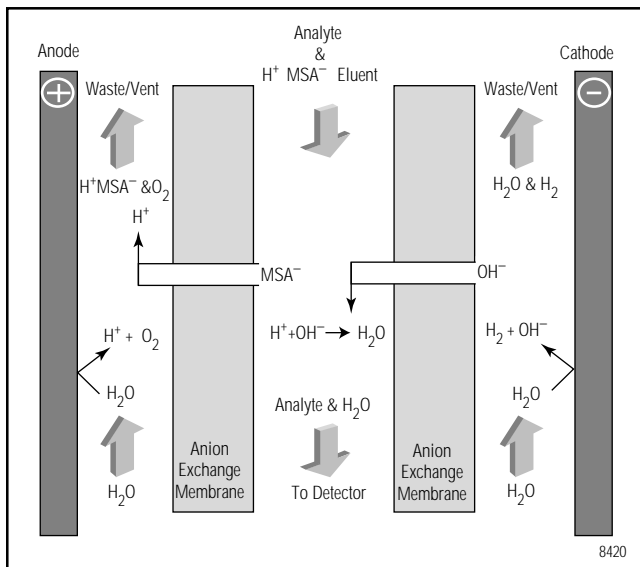 Anode
Analyte
&
H⁺ MSA⁻ Eluent
Cathode
+
Waste/Vent
Waste/Vent
−
H⁺MSA⁻ & O₂
H₂O & H₂
H⁺
MSA⁻
OH⁻
H⁺ + O₂
H⁺+OH⁻ → H₂O
H₂ + OH⁻
H₂O
H₂O
Analyte & H₂O
Anion
Exchange
Membrane
Anion
Exchange
Membrane
H₂O
To Detector
H₂O
8420